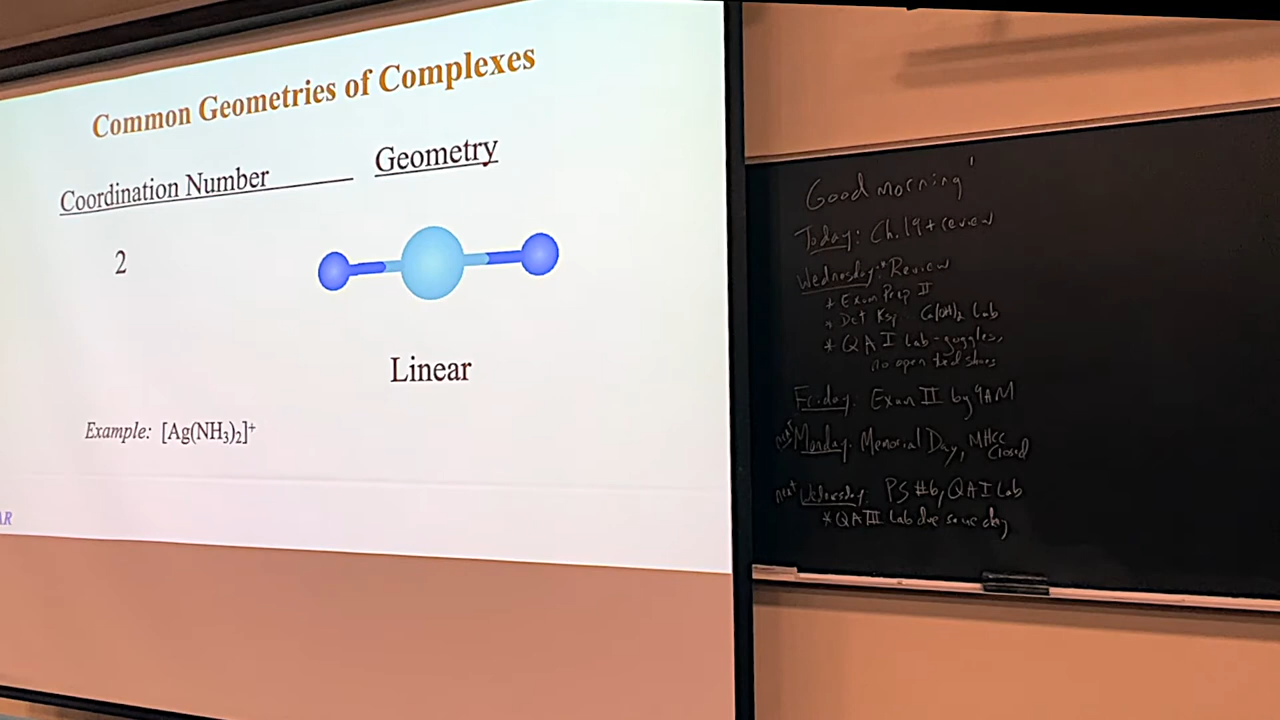 Common Geometries of Complexes
Coordination Number Geometry
2
Linear
Example: [Ag(NH₃)₂]⁺
AR
Good morning!
Today: Ch. 19 + review
Wednesday: * Review
* Exam Prep II
* Det Ksp Ca(OH)₂ Lab
* QA I Lab - goggles,
no open toed shoes
Friday: Exam II by 9AM
next Monday: Memorial Day, MHCC
Closed
next Wednesday: PS #6, QA I Lab
* QA III Lab due same day